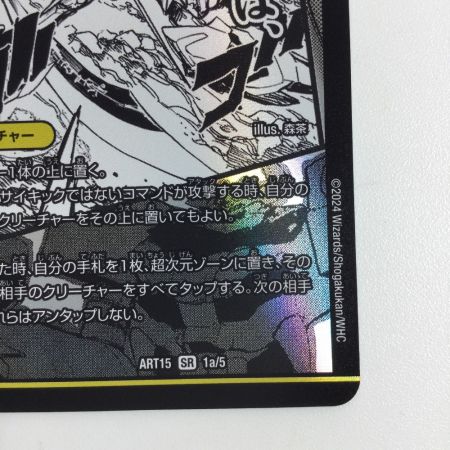 チャー
illus. 森茶
1体の上に置く。
サイキックではないコマンドが攻撃する時、自分の
クリーチャーをその上に置いてもよい。
た時、自分の手札を1枚、超次元ゾーンに置き、その
相手のクリーチャーをすべてタップする。次の相手
れらはアンタップしない。
ART15 SR 1a/5
©2024 Wizards/Shogakukan/WHC